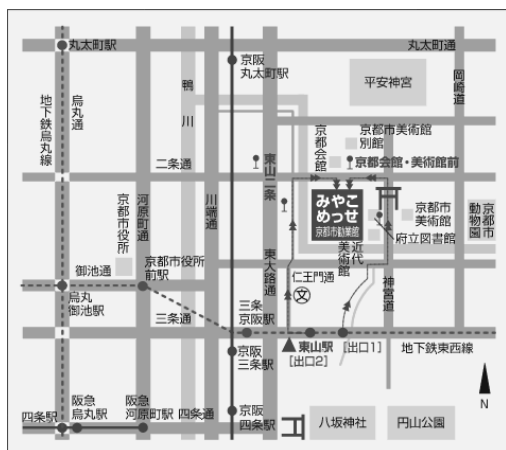 丸太町駅
丸太町通
京阪
丸太町駅
平安神宮
岡崎道
地下鉄烏丸線
烏丸通
鴨川
京都会館
京都市美術館
別館
京都会館・美術館前
二条通
東山二条
みやこ
めっせ
京都市勧業館
京都市
美術館
京都市
動物園
府立図書館
近代
美術館
京都市役所
河原町通
川端通
京都市役所
前駅
御池通
烏丸
御池駅
東大路通
仁王門通
文
神宮道
三条通
三条
京阪駅
東山駅
[出口2]
[出口1]
地下鉄東西線
京阪
三条駅
N
四条駅
阪急
烏丸駅
阪急
河原町駅
四条通
京阪
四条駅
八坂神社
円山公園